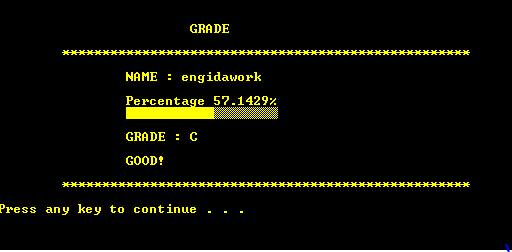 GRADE
***************************************************
NAME : engidawork
Percentage 57.1429%
GRADE : C
GOOD!
***************************************************
Press any key to continue . . .